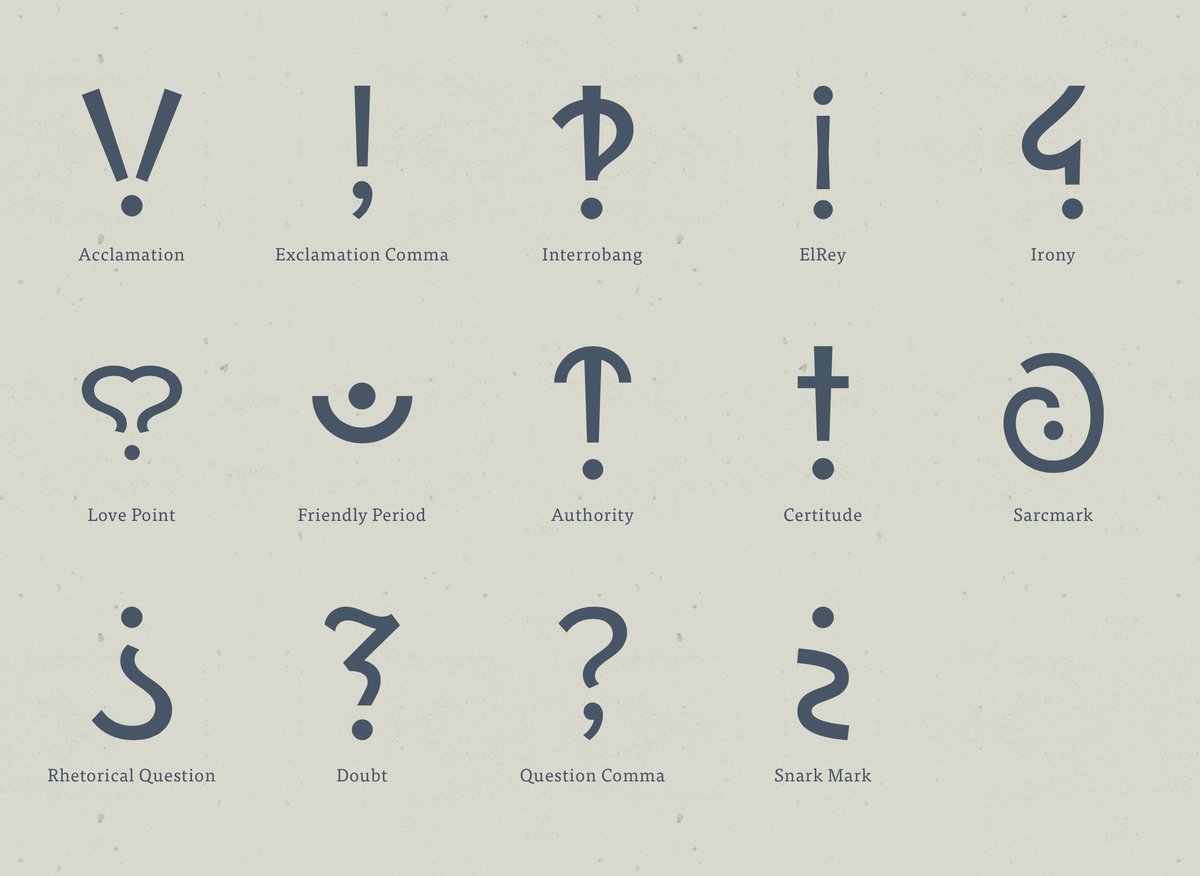 Acclamation
Exclamation Comma
Interrobang
ElRey
Irony
Love Point
Friendly Period
Authority
Certitude
Sarcmark
Rhetorical Question
Doubt
Question Comma
Snark Mark